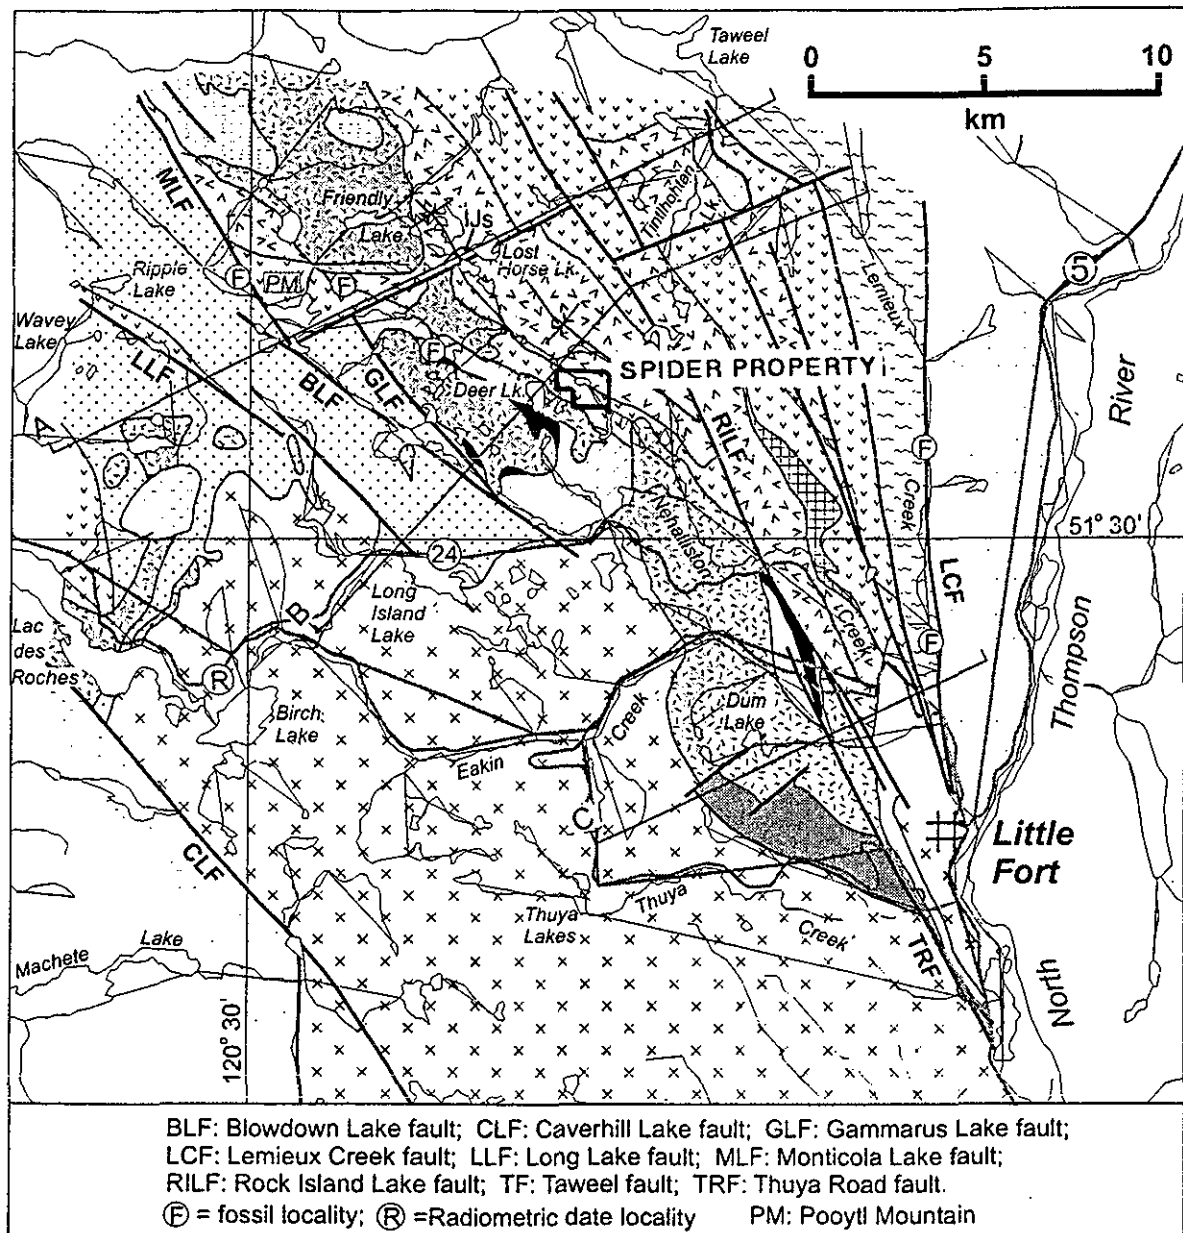 Taweel
Lake
0 5 10
km
MLF
Friendly
Lake
IJs
Lost
Horse Lk.
Timothy
Lk.
Lemieux
Creek
5
Rippie
Lake
F
PM
F
Wavey
Lake
LLF
BLF
GLF
F
Deer Lk.
SPIDER PROPERTY
RILF
River
A
F
Nehalliston
Creek
51° 30'
24
LCF
Long
Island
Lake
B
Lac
des
Roches
R
F
Thompson
Birch
Lake
Dum
Lake
Creek
Eakin
C
CLF
Little
Fort
Thuya
Lakes
Thuya
Creek
Machete Lake
TRF
North
120° 30'
BLF: Blowdown Lake fault; CLF: Caverhill Lake fault; GLF: Gammarus Lake fault;
LCF: Lemieux Creek fault; LLF: Long Lake fault; MLF: Monticola Lake fault;
RILF: Rock Island Lake fault; TF: Taweel fault; TRF: Thuya Road fault.
F = fossil locality; R =Radiometric date locality PM: Pooytl Mountain